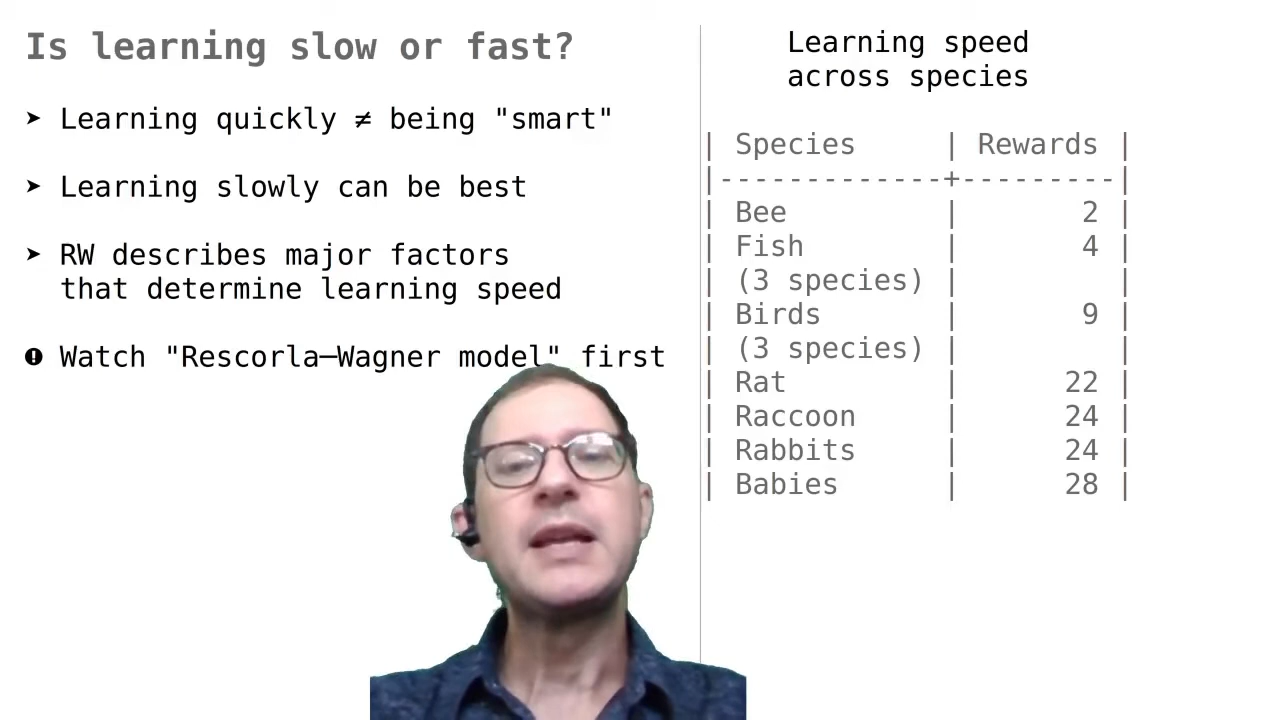 Is learning slow or fast?
➤ Learning quickly ≠ being "smart"
➤ Learning slowly can be best
➤ RW describes major factors
that determine learning speed
❗ Watch "Rescorla—Wagner model" first
Learning speed
across species
| Species | Rewards |
|-------------+---------|
| Bee | 2 |
| Fish | 4 |
| (3 species) | |
| Birds | 9 |
| (3 species) | |
| Rat | 22 |
| Raccoon | 24 |
| Rabbits | 24 |
| Babies | 28 |